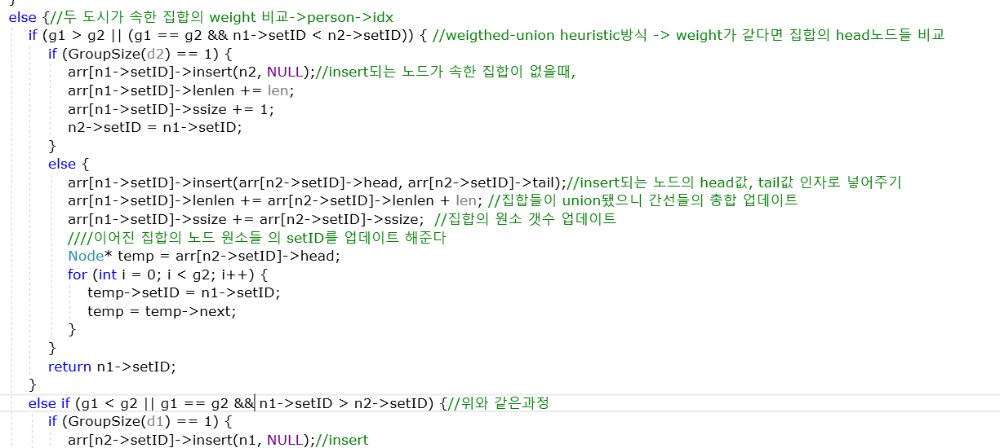 }
else {//두 도시가 속한 집합의 weight 비교->person->idx
if (g1 > g2 || (g1 == g2 && n1->setID < n2->setID)) { //weigthed-union heuristic방식 -> weight가 같다면 집합의 head노드들 비교
if (GroupSize(d2) == 1) {
arr[n1->setID]->insert(n2, NULL);//insert되는 노드가 속한 집합이 없을때,
arr[n1->setID]->lenlen += len;
arr[n1->setID]->ssize += 1;
n2->setID = n1->setID;
}
else {
arr[n1->setID]->insert(arr[n2->setID]->head, arr[n2->setID]->tail);//insert되는 노드의 head값, tail값 인자로 넣어주기
arr[n1->setID]->lenlen += arr[n2->setID]->lenlen + len; //집합들이 union됐으니 간선들의 총합 업데이트
arr[n1->setID]->ssize += arr[n2->setID]->ssize;  //집합의 원소 갯수 업데이트
////이어진 집합의 노드 원소들 의 setID를 업데이트 해준다
Node* temp = arr[n2->setID]->head;
for (int i = 0; i < g2; i++) {
temp->setID = n1->setID;
temp = temp->next;
}
}
return n1->setID;
}
else if (g1 < g2 || g1 == g2 && n1->setID > n2->setID) {//위와 같은과정
if (GroupSize(d1) == 1) {
arr[n2->setID]->insert(n1, NULL);//insert